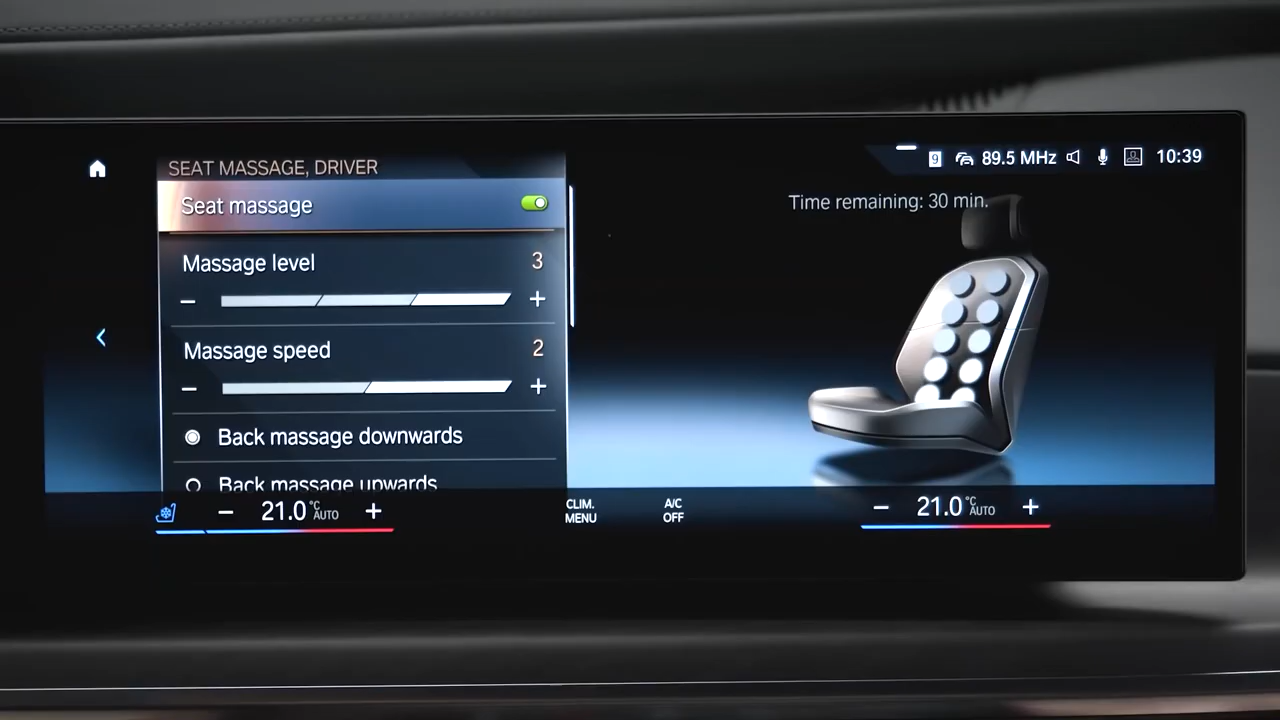 9 89.5 MHz 10:39
SEAT MASSAGE, DRIVER
Seat massage
Time remaining: 30 min.
Massage level 3
− +
Massage speed 2
− +
Back massage downwards
Back massage upwards
− 21.0 °C AUTO +
CLIM. MENU
A/C OFF
− 21.0 °C AUTO +